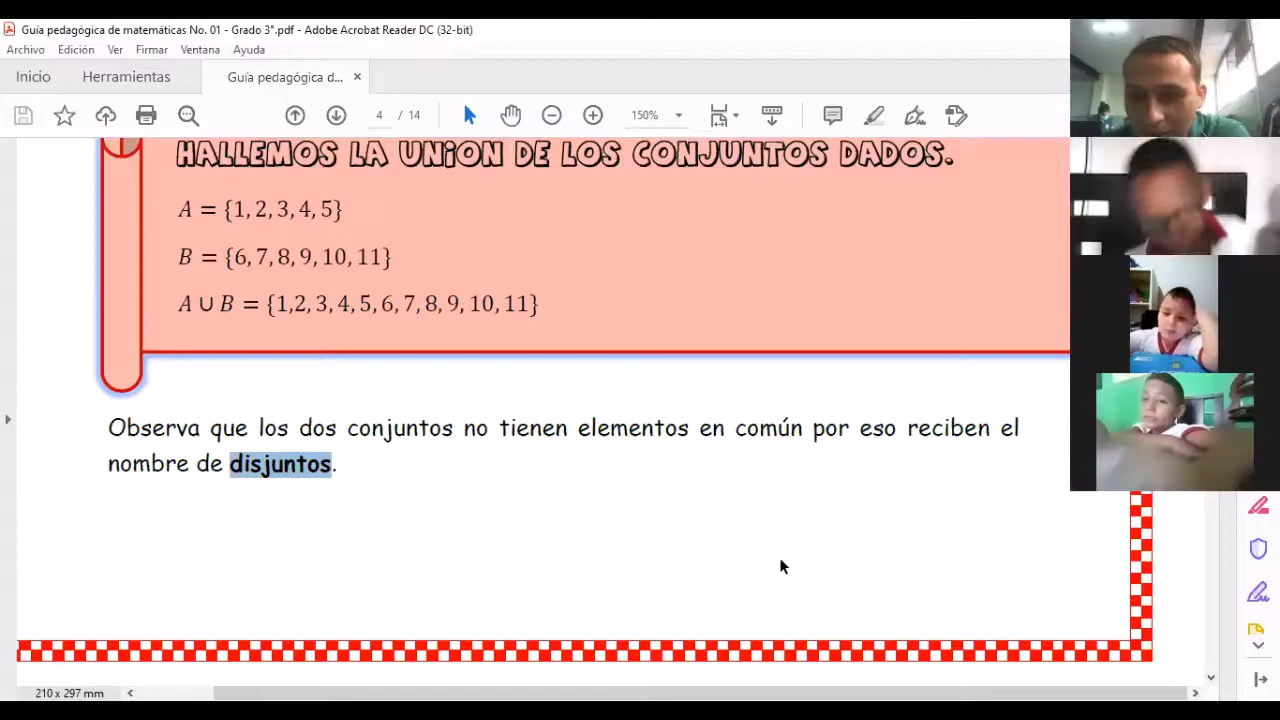 Guía pedagógica de matemáticas No. 01 - Grado 3°.pdf - Adobe Acrobat Reader DC (32-bit)
Archivo Edición Ver Firmar Ventana Ayuda
Inicio Herramientas Guía pedagógica d... ×
4 / 14 150%
HALLEMOS LA UNIÓN DE LOS CONJUNTOS DADOS.
A = {1, 2, 3, 4, 5}
B = {6, 7, 8, 9, 10, 11}
A ∪ B = {1,2, 3, 4, 5, 6, 7, 8, 9, 10, 11}
Observa que los dos conjuntos no tienen elementos en común por eso reciben el
nombre de disjuntos.
210 x 297 mm